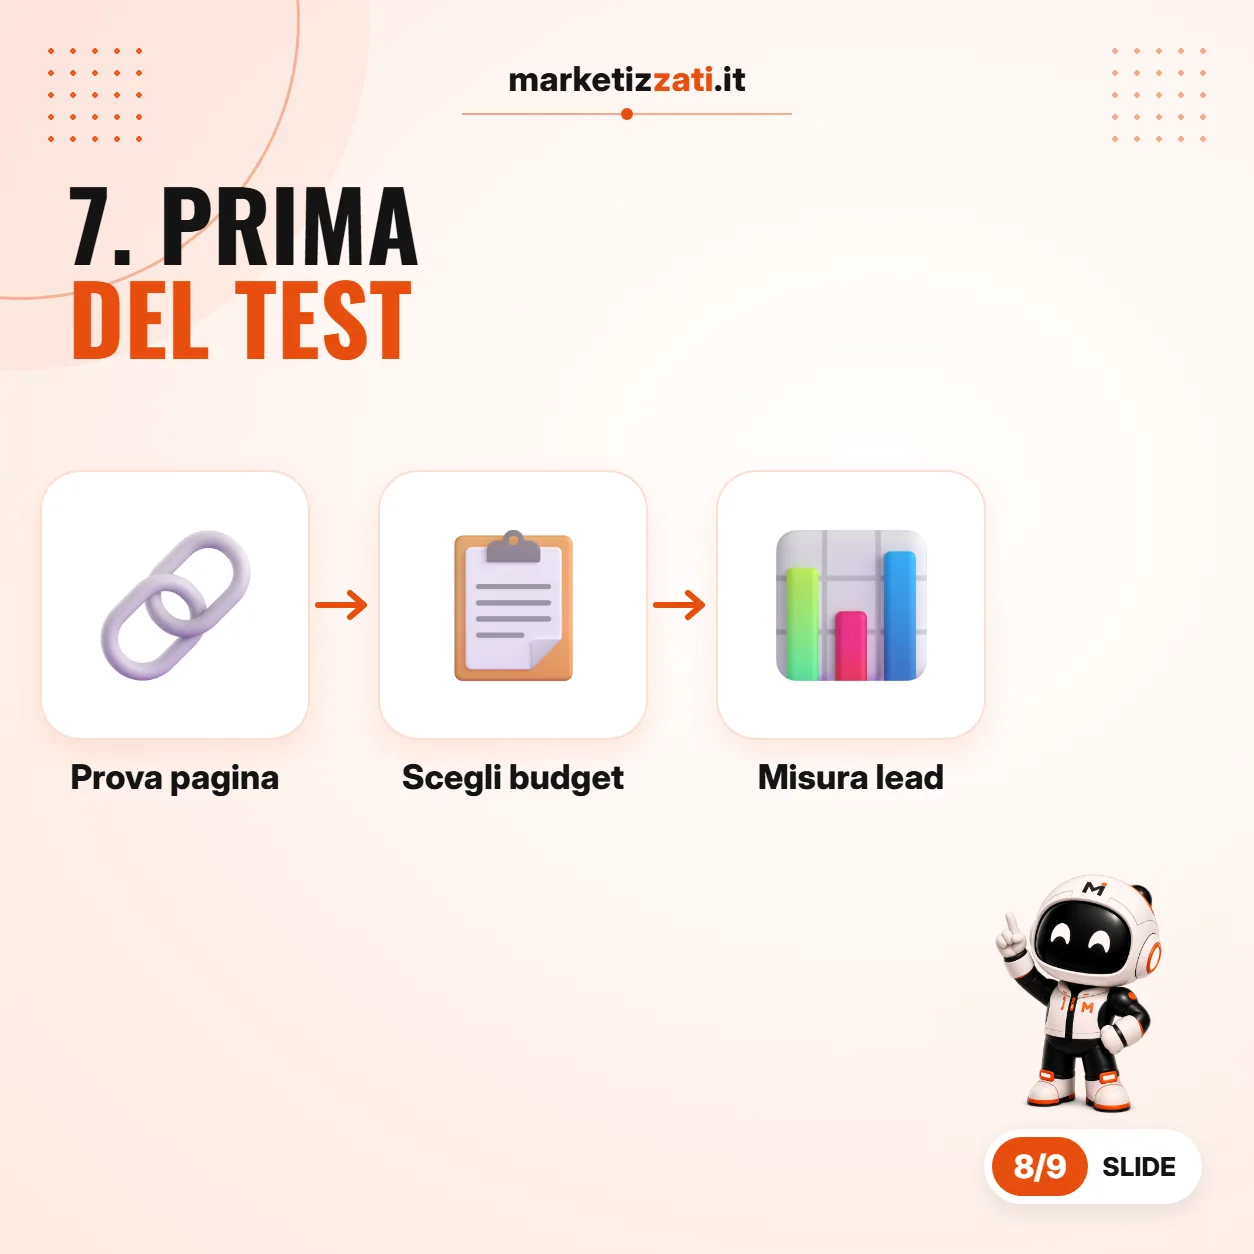 marketizzati.it
7. PRIMA
DEL TEST
Prova pagina
Scegli budget
Misura lead
M
M
8/9 SLIDE